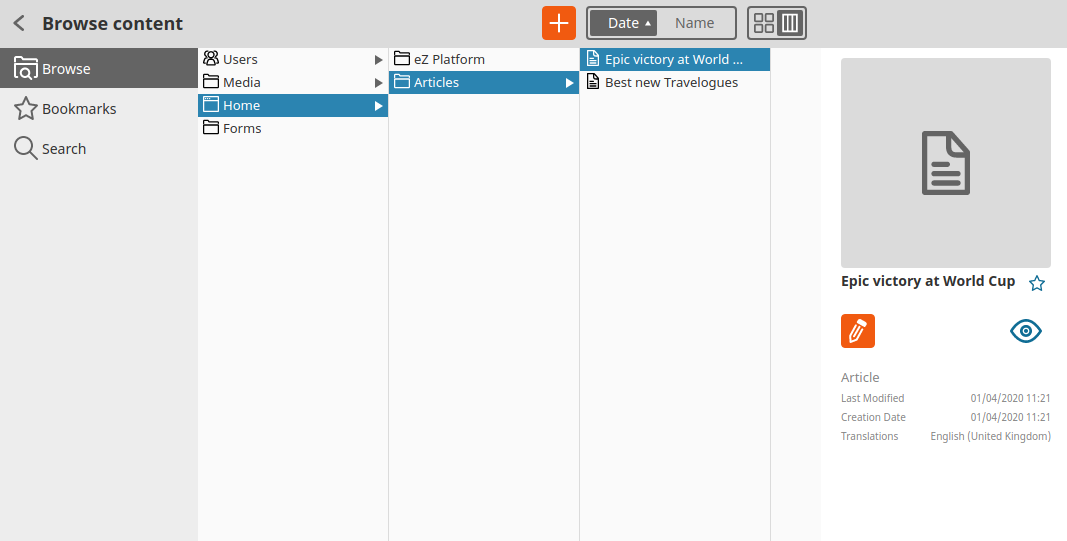 Browse content
Date Name
Browse
Bookmarks
Search
Users
Media
Home
Forms
eZ Platform
Articles
Epic victory at World ...
Best new Travelogues
Epic victory at World Cup
Article
Last Modified 01/04/2020 11:21
Creation Date 01/04/2020 11:21
Translations English (United Kingdom)